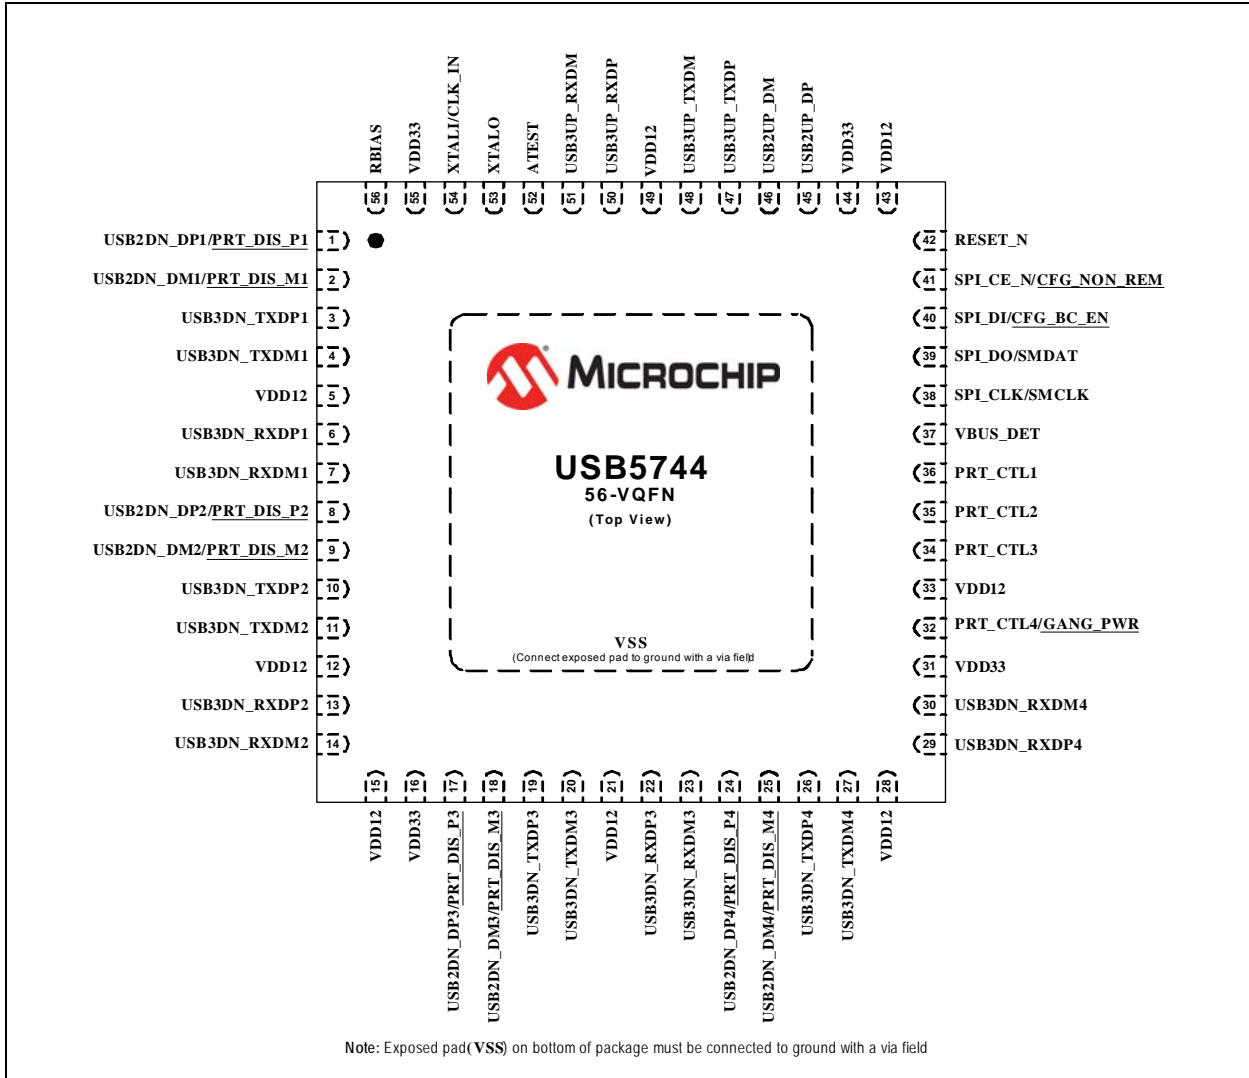 RBIAS
VDD33
XTALI/CLK_IN
XTALO
ATEST
USB3UP_RXDM
USB3UP_RXDP
VDD12
USB3UP_TXDM
USB3UP_TXDP
USB2UP_DM
USB2UP_DP
VDD33
VDD12
56
55
54
53
52
51
50
49
48
47
46
45
44
43
USB2DN_DP1/PRT_DIS_P1 1
USB2DN_DM1/PRT_DIS_M1 2
USB3DN_TXDP1 3
USB3DN_TXDM1 4
VDD12 5
USB3DN_RXDP1 6
USB3DN_RXDM1 7
USB2DN_DP2/PRT_DIS_P2 8
USB2DN_DM2/PRT_DIS_M2 9
USB3DN_TXDP2 10
USB3DN_TXDM2 11
VDD12 12
USB3DN_RXDP2 13
USB3DN_RXDM2 14
MICROCHIP
USB5744
56-VQFN
(Top View)
VSS
(Connect exposed pad to ground with a via field)
42 RESET_N
41 SPI_CE_N/CFG_NON_REM
40 SPI_DI/CFG_BC_EN
39 SPI_DO/SMDAT
38 SPI_CLK/SMCLK
37 VBUS_DET
36 PRT_CTL1
35 PRT_CTL2
34 PRT_CTL3
33 VDD12
32 PRT_CTL4/GANG_PWR
31 VDD33
30 USB3DN_RXDM4
29 USB3DN_RXDP4
15
16
17
18
19
20
21
22
23
24
25
26
27
28
VDD12
VDD33
USB2DN_DP3/PRT_DIS_P3
USB2DN_DM3/PRT_DIS_M3
USB3DN_TXDP3
USB3DN_TXDM3
VDD12
USB3DN_RXDP3
USB3DN_RXDM3
USB2DN_DP4/PRT_DIS_P4
USB2DN_DM4/PRT_DIS_M4
USB3DN_TXDP4
USB3DN_TXDM4
VDD12
Note: Exposed pad(VSS) on bottom of package must be connected to ground with a via field